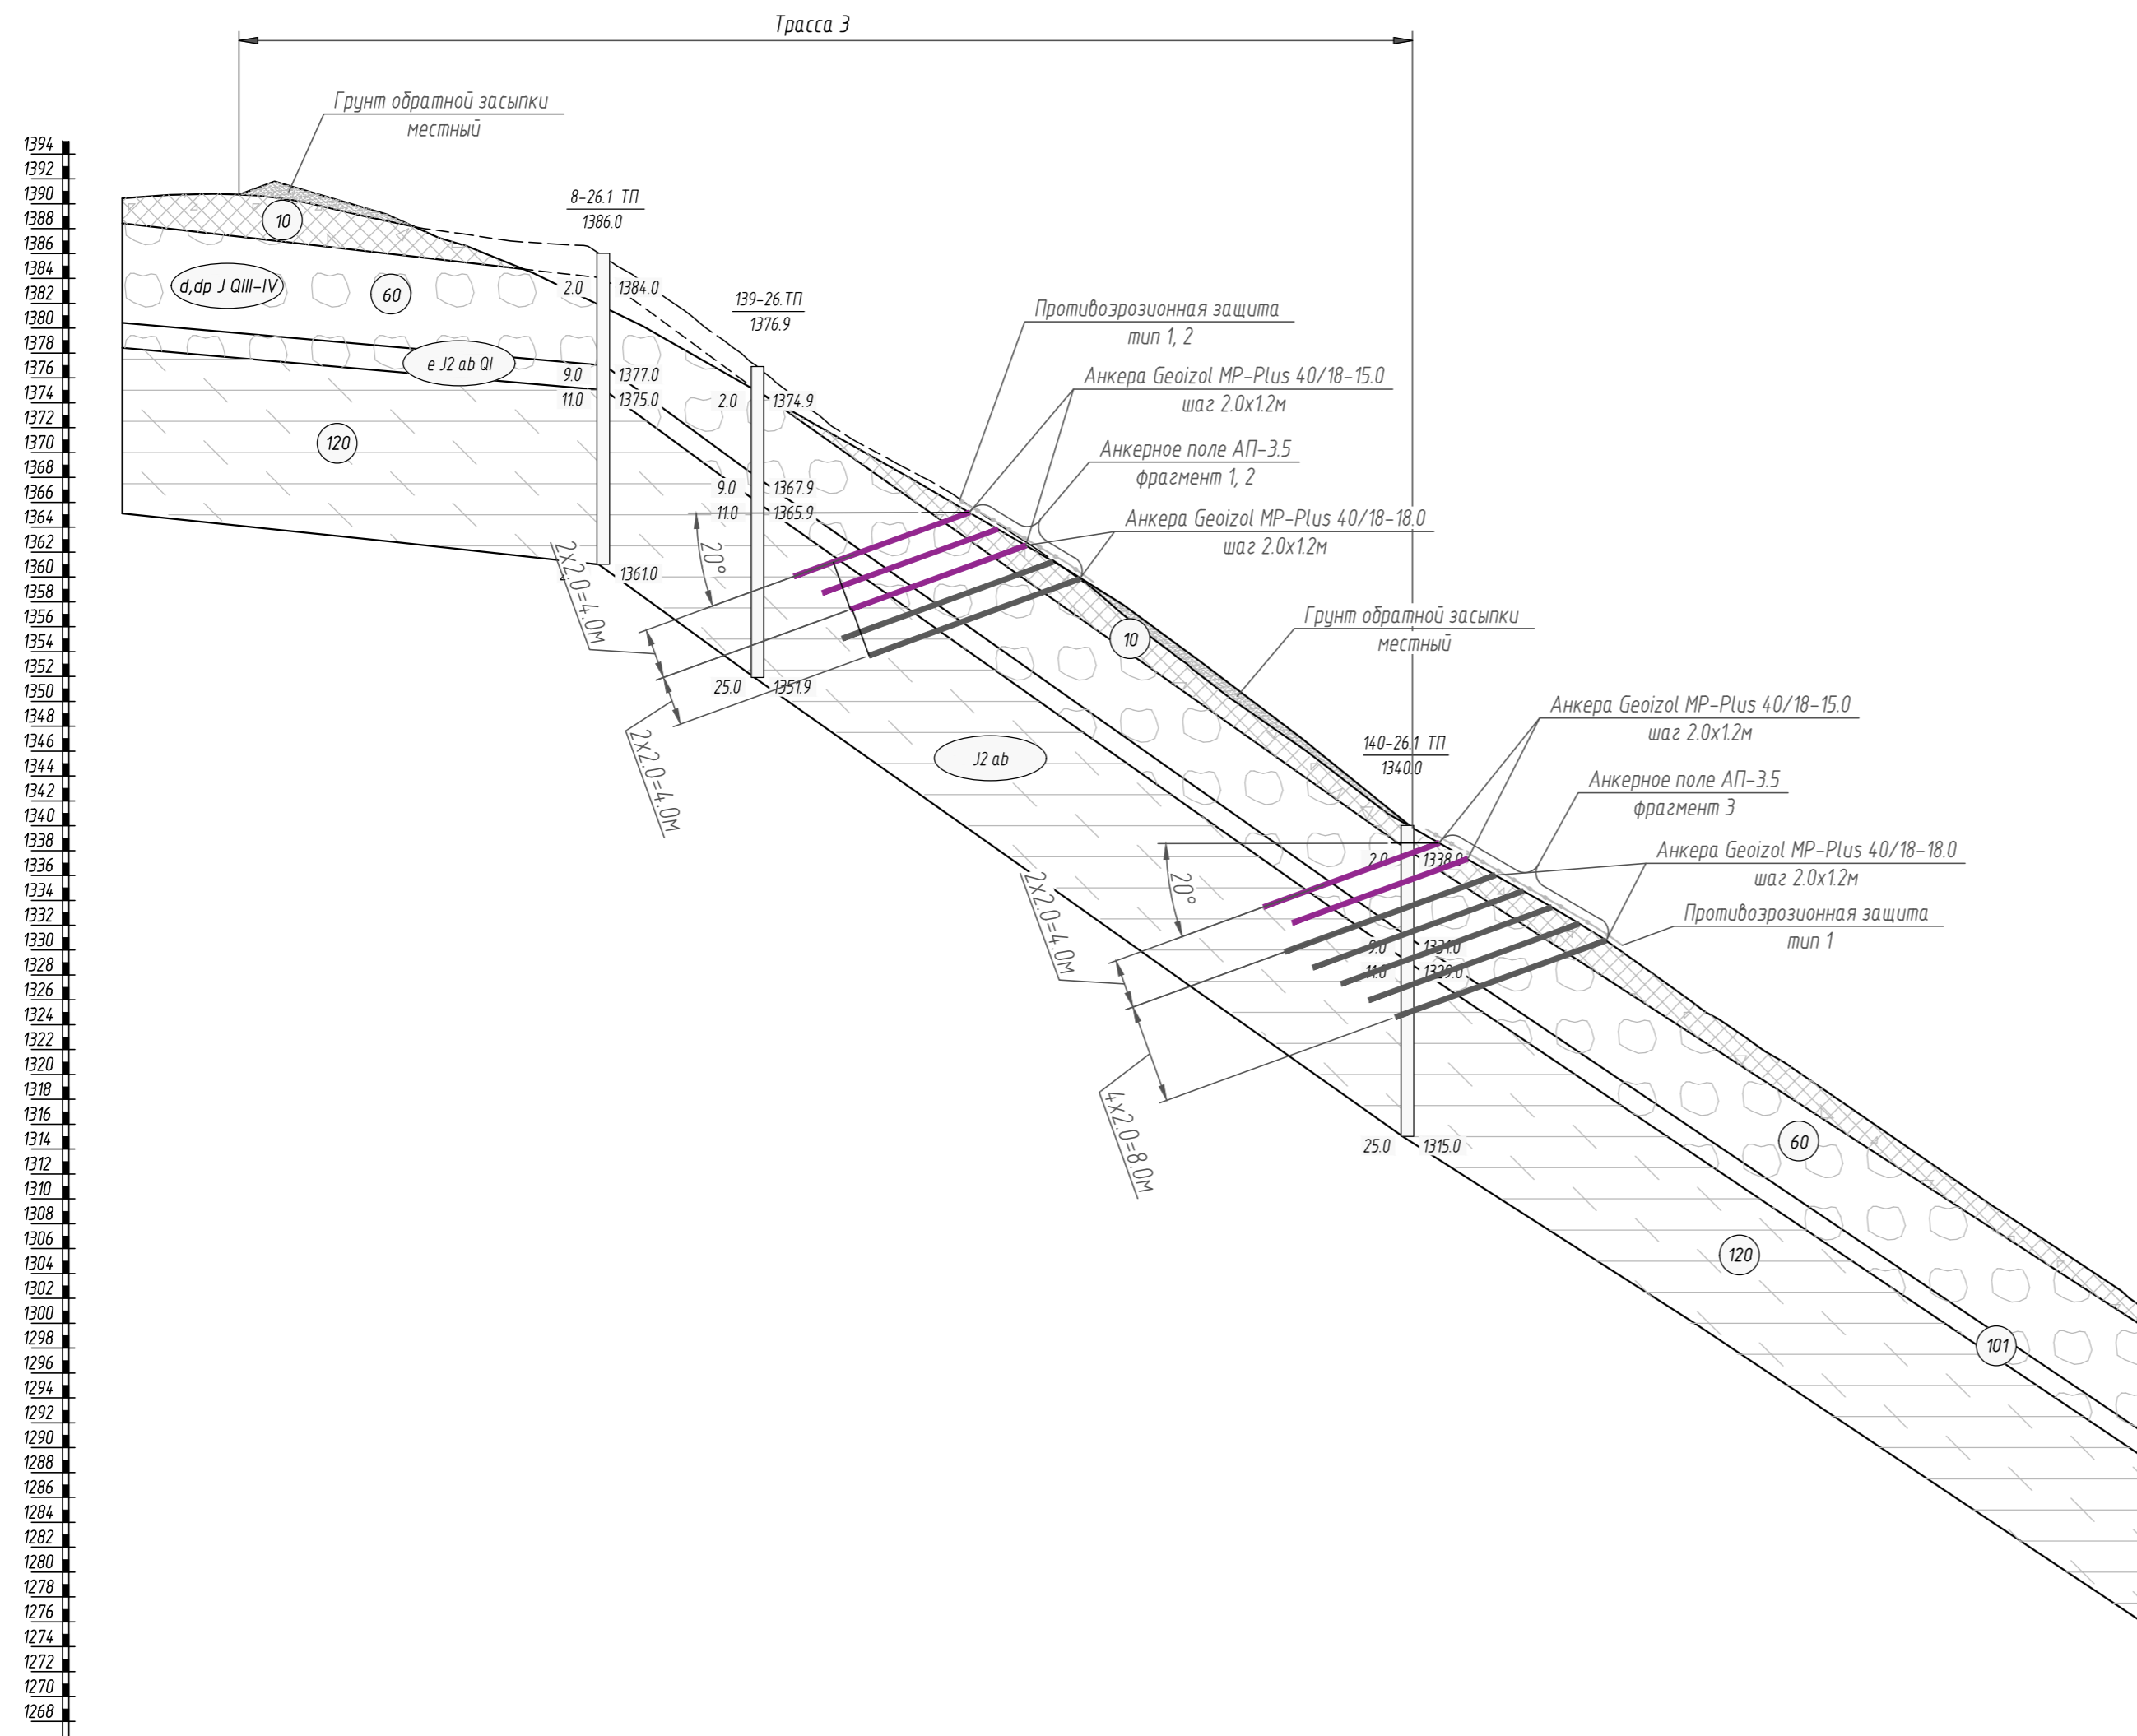 Трасса 3
Грунт обратной засыпки
местный
1394
1392
1390
1388
1386
1384
1382
1380
1378
1376
1374
1372
1370
1368
1366
1364
1362
1360
1358
1356
1354
1352
1350
1348
1346
1344
1342
1340
1338
1336
1334
1332
1330
1328
1326
1324
1322
1320
1318
1316
1314
1312
1310
1308
1306
1304
1302
1300
1298
1296
1294
1292
1290
1288
1286
1284
1282
1280
1278
1276
1274
1272
1270
1268
10
d,dp J QIII-IV
60
e J2 ab QI
120
8-26.1 ТП
1386.0
2.0 1384.0
9.0 1377.0
11.0 1375.0
1361.0
139-26.ТП
1376.9
2.0 1374.9
9.0 1367.9
11.0 1365.9
25.0 1351.9
Противоэрозионная защита
тип 1, 2
Анкера Geoizol MP-Plus 40/18-15.0
шаг 2.0х1.2м
Анкерное поле АП-3.5
фрагмент 1, 2
Анкера Geoizol MP-Plus 40/18-18.0
шаг 2.0х1.2м
20°
2х2.0=4.0м
2х2.0=4.0м
10
Грунт обратной засыпки
местный
J2 ab
140-26.1 ТП
1340.0
2.0 1338.0
9.0 1331.0
11.0 1329.0
25.0 1315.0
Анкера Geoizol MP-Plus 40/18-15.0
шаг 2.0х1.2м
Анкерное поле АП-3.5
фрагмент 3
Анкера Geoizol MP-Plus 40/18-18.0
шаг 2.0х1.2м
Противоэрозионная защита
тип 1
20°
2х2.0=4.0м
4х2.0=8.0м
60
120
101